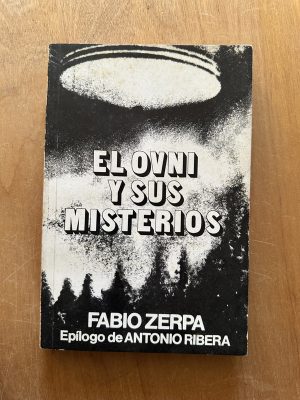 EL OVNI
Y SUS
MISTERIOS
FABIO ZERPA
Epílogo de ANTONIO RIBERA